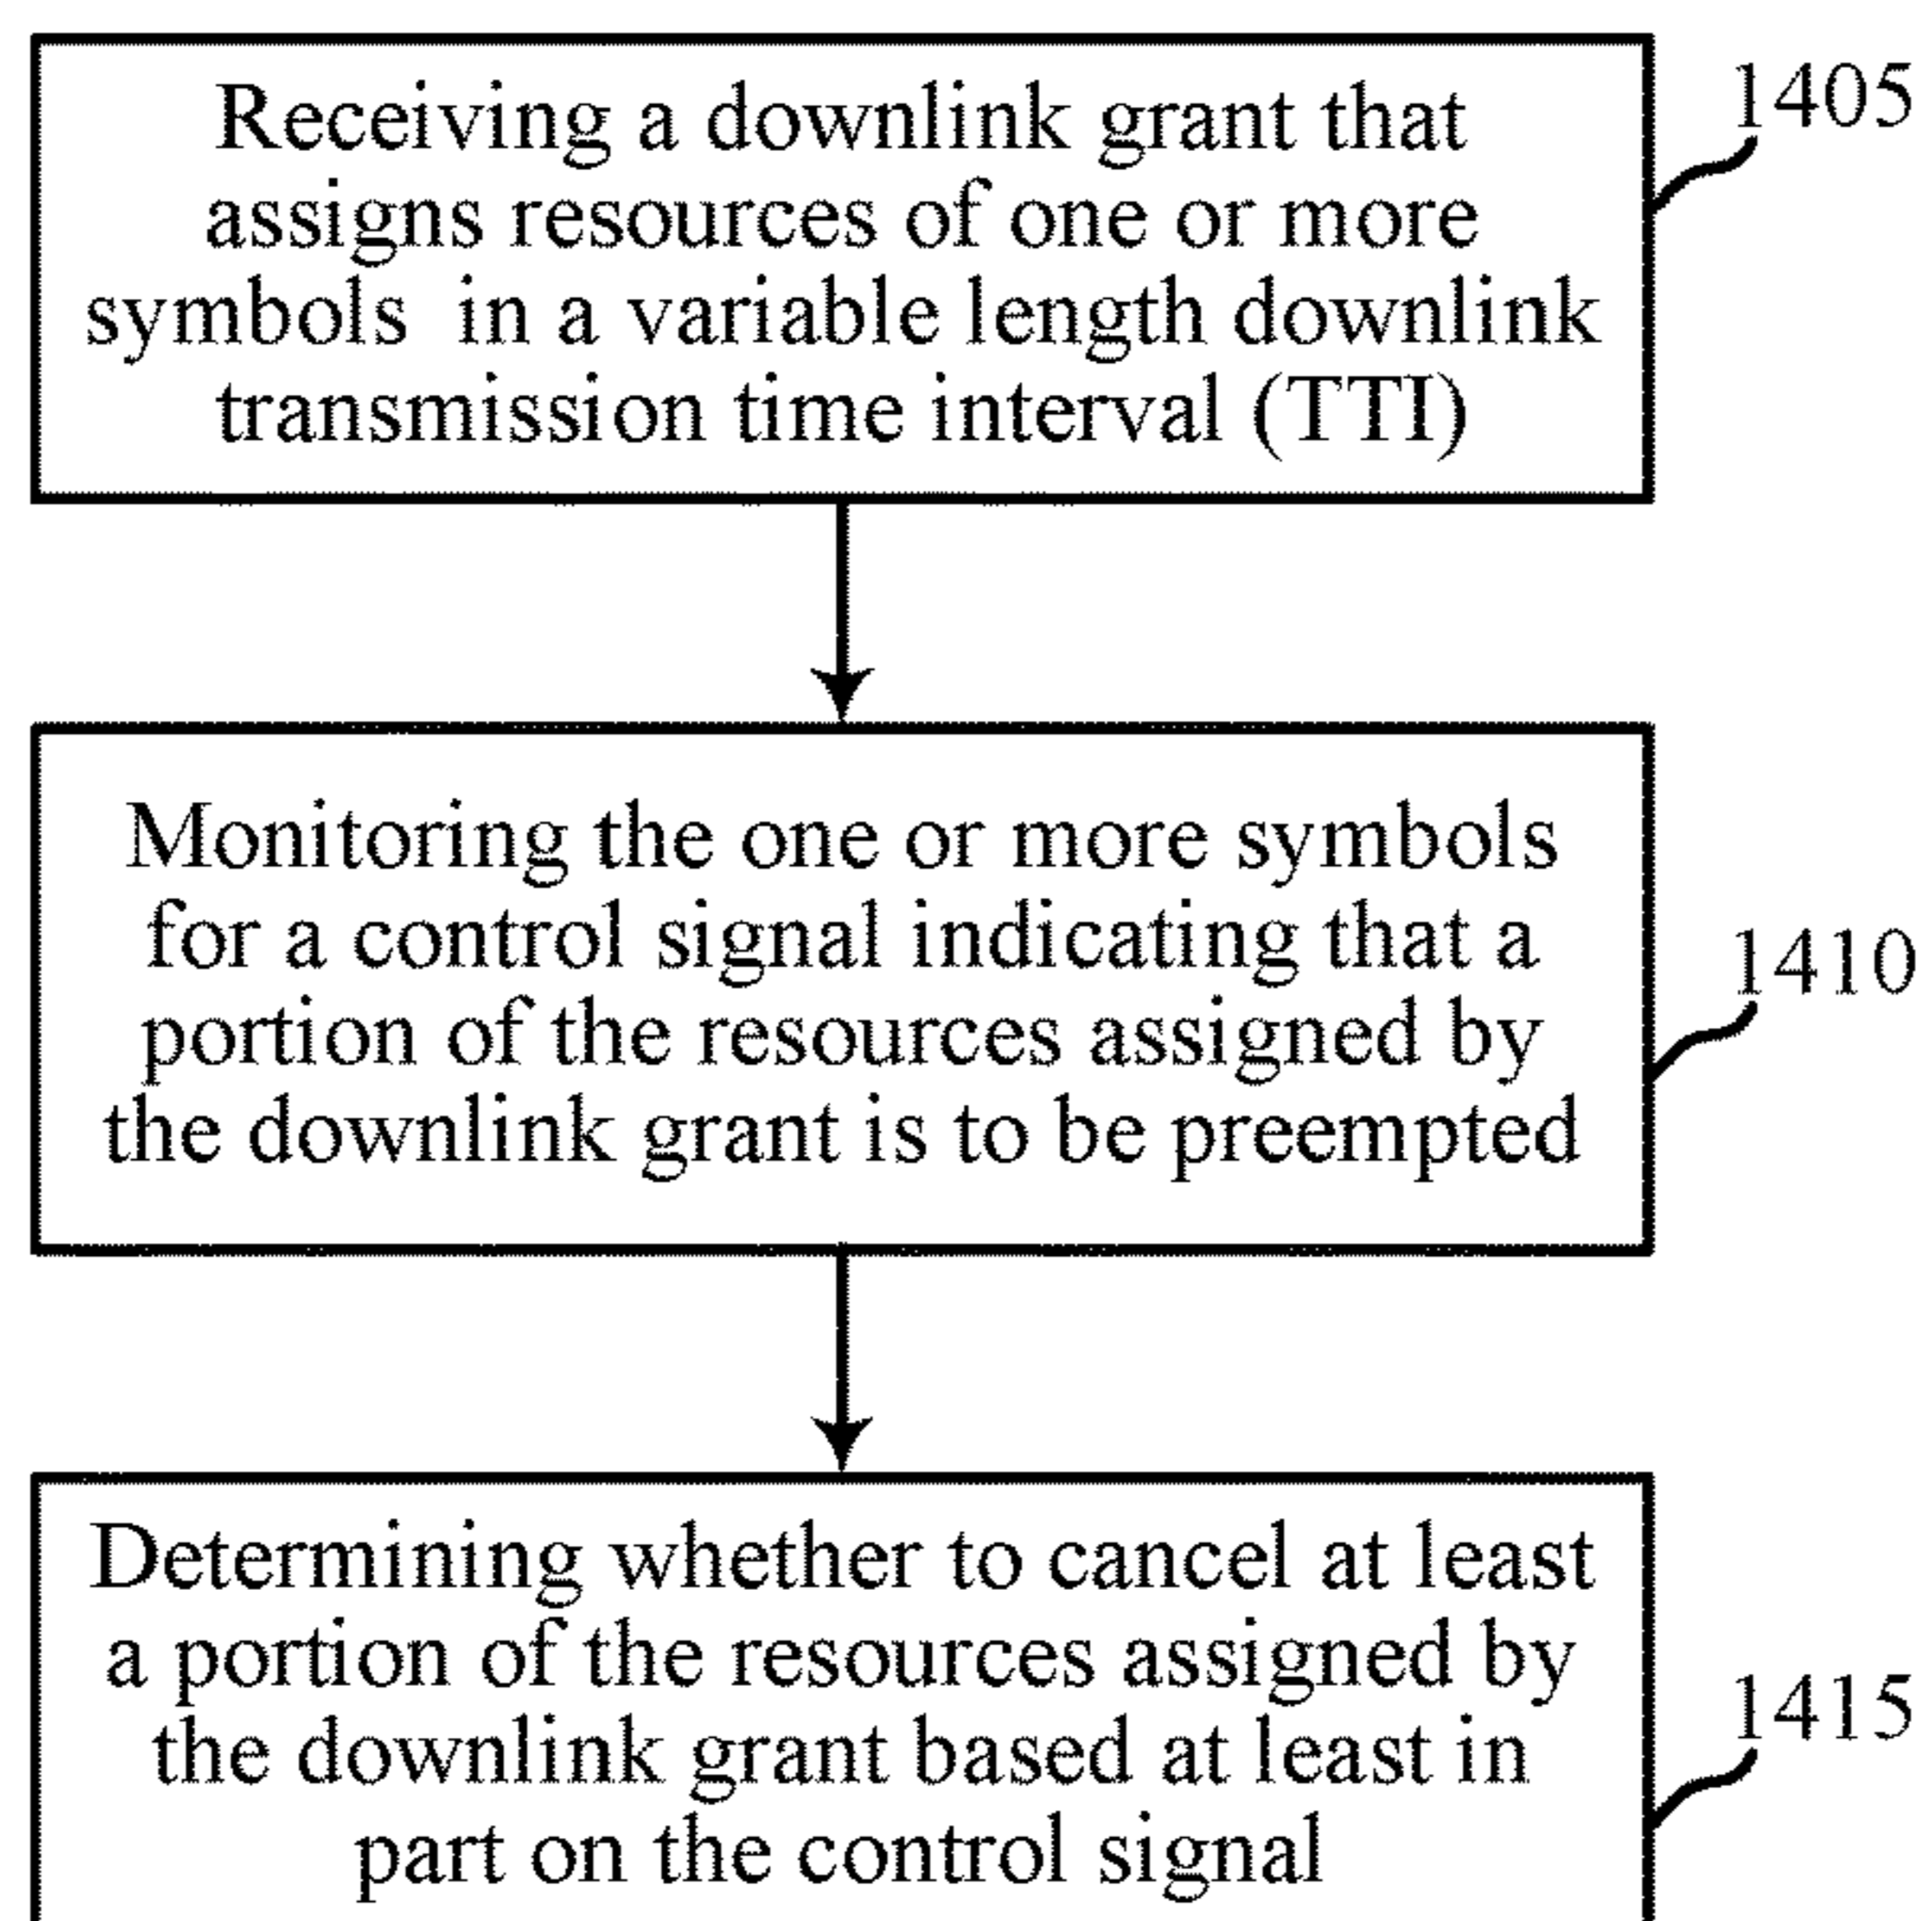 Receiving a downlink grant that
assigns resources of one or more
symbols in a variable length downlink
transmission time interval (TTI)
1405
Monitoring the one or more symbols
for a control signal indicating that a
portion of the resources assigned by
the downlink grant is to be preempted
1410
Determining whether to cancel at least
a portion of the resources assigned by
the downlink grant based at least in
part on the control signal
1415